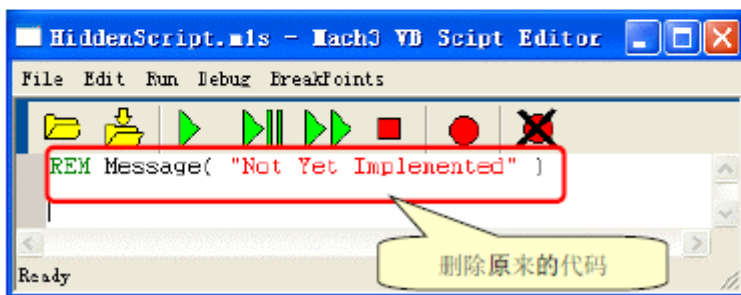 HiddenScript.m1s - Mach3 VB Scipt Editor
File Edit Run Debug BreakPoints
REM Message( "Not Yet Implemented" )
删除原来的代码
Ready